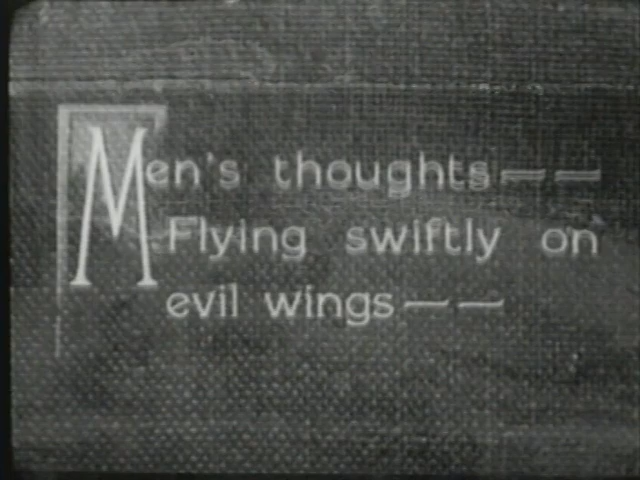 Men's thoughts — —
Flying swiftly on
evil wings — —